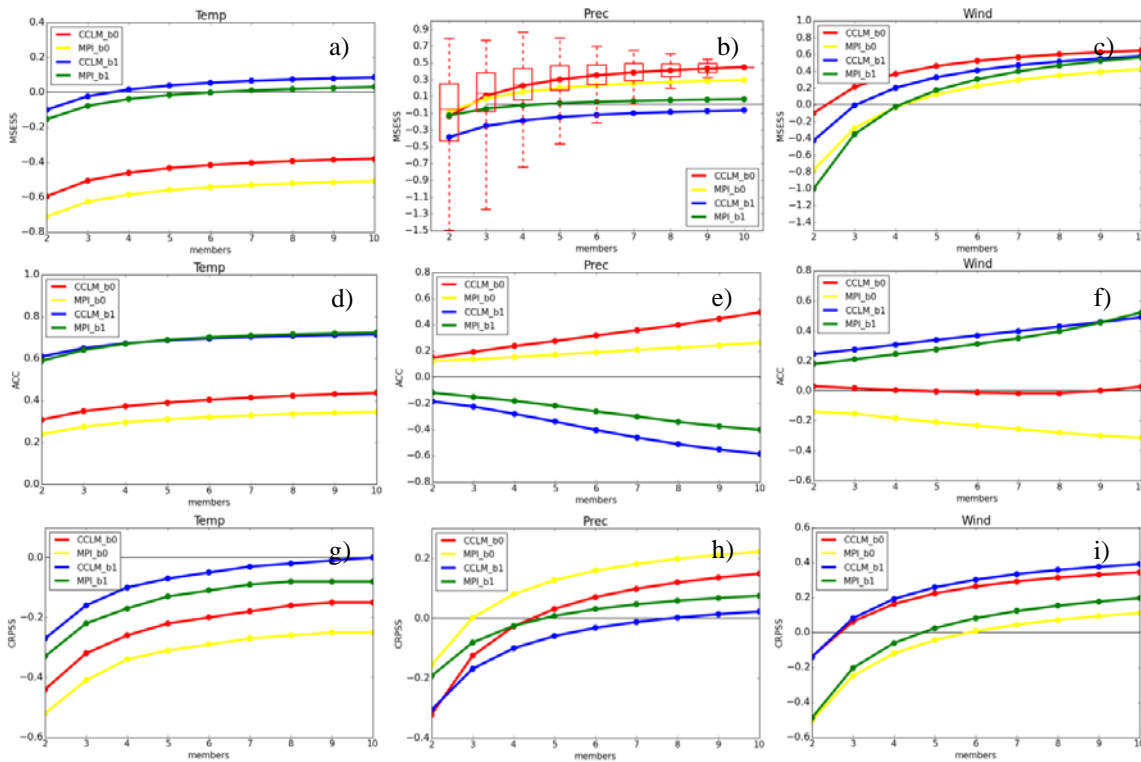 Temp
a)
CCLM_b0
MPI_b0
CCLM_b1
MPI_b1
0.4
0.2
0.0
−0.2
−0.4
−0.6
−0.8
MSESS
2 3 4 5 6 7 8 9 10
members
Prec
b)
0.9
0.7
0.5
0.3
0.1
−0.1
−0.3
−0.5
−0.7
−0.9
−1.1
−1.3
−1.5
MSESS
CCLM_b0
MPI_b0
CCLM_b1
MPI_b1
2 3 4 5 6 7 8 9 10
members
Wind
c)
CCLM_b0
MPI_b0
CCLM_b1
MPI_b1
1.0
0.8
0.6
0.4
0.2
0.0
−0.2
−0.4
−0.6
−0.8
−1.0
−1.2
−1.4
MSESS
2 3 4 5 6 7 8 9 10
members
Temp
d)
CCLM_b0
MPI_b0
CCLM_b1
MPI_b1
1.0
0.8
0.6
0.4
0.2
0.0
ACC
2 3 4 5 6 7 8 9 10
members
Prec
e)
CCLM_b0
MPI_b0
CCLM_b1
MPI_b1
0.8
0.6
0.4
0.2
0.0
−0.2
−0.4
−0.6
−0.8
ACC
2 3 4 5 6 7 8 9 10
members
Wind
f)
CCLM_b0
MPI_b0
CCLM_b1
MPI_b1
0.8
0.6
0.4
0.2
0.0
−0.2
−0.4
−0.6
ACC
2 3 4 5 6 7 8 9 10
members
Temp
g)
CCLM_b0
MPI_b0
CCLM_b1
MPI_b1
0.0
−0.2
−0.4
−0.6
CRPSS
2 3 4 5 6 7 8 9 10
members
Prec
h)
CCLM_b0
MPI_b0
CCLM_b1
MPI_b1
0.2
0.0
−0.2
−0.4
CRPSS
2 3 4 5 6 7 8 9 10
members
Wind
i)
CCLM_b0
MPI_b0
CCLM_b1
MPI_b1
0.6
0.4
0.2
0.0
−0.2
−0.4
−0.6
CRPSS
2 3 4 5 6 7 8 9 10
members